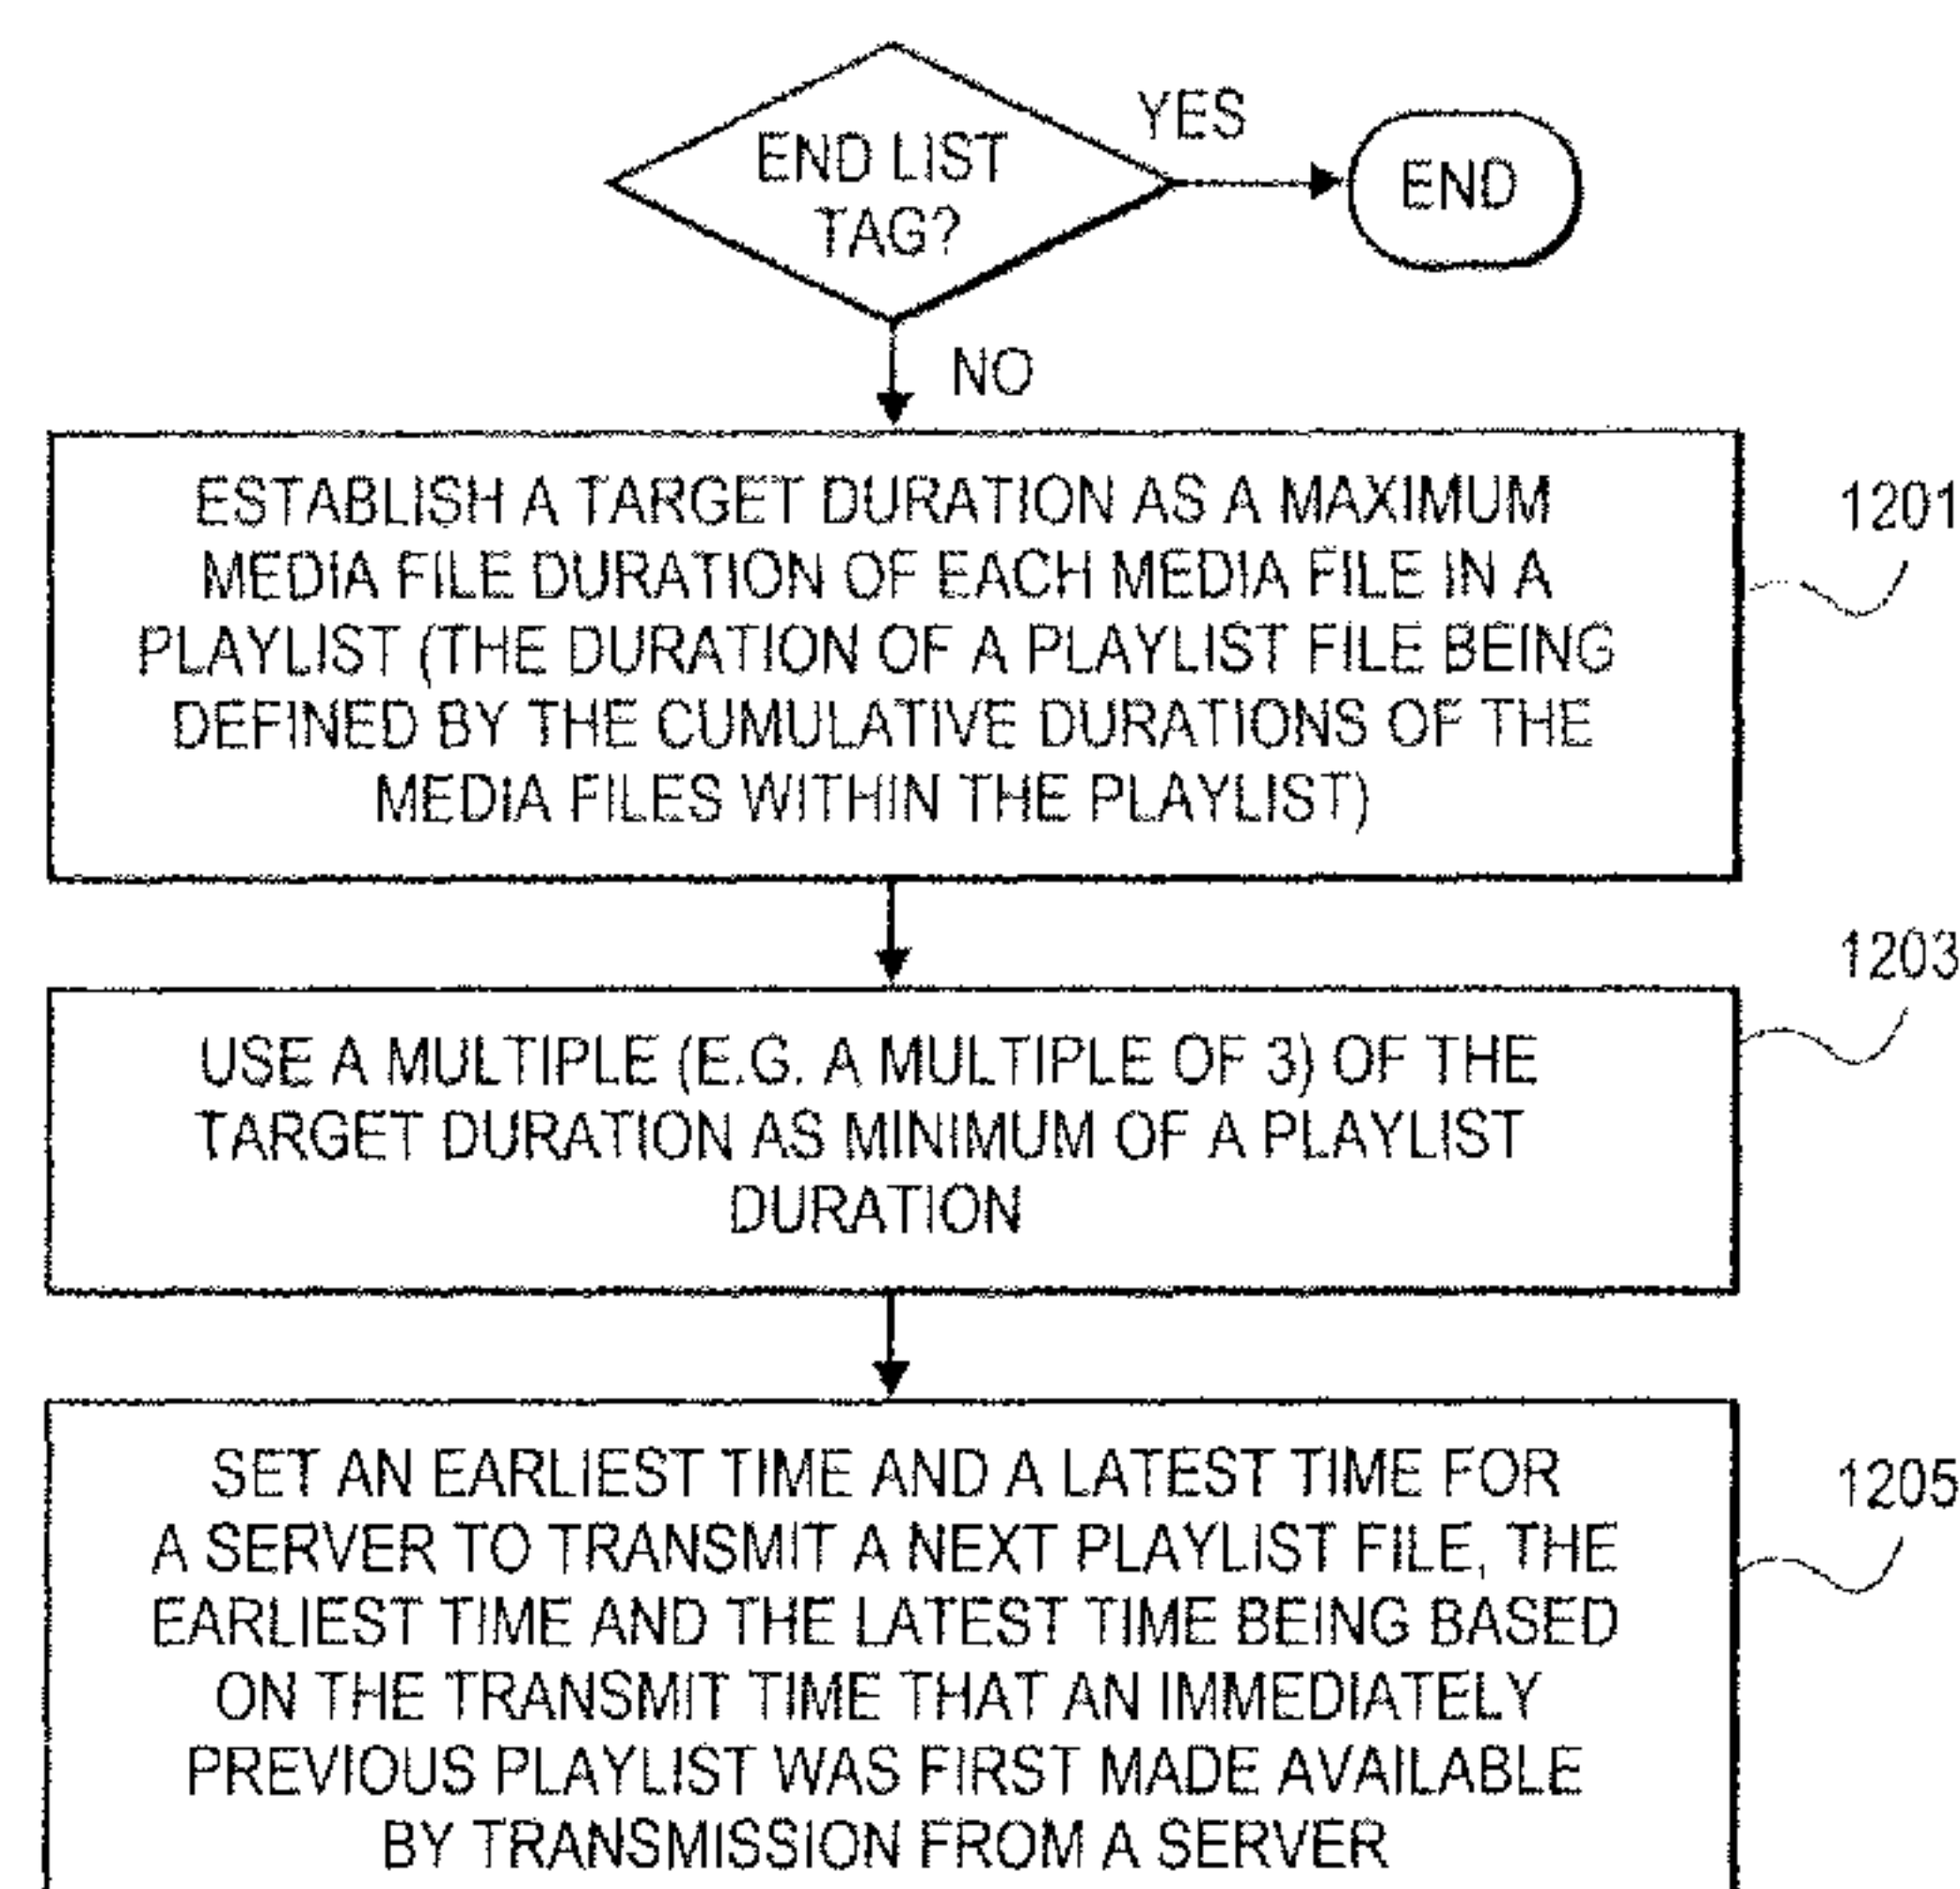 END LIST
TAG?
YES
END
NO
ESTABLISH A TARGET DURATION AS A MAXIMUM
MEDIA FILE DURATION OF EACH MEDIA FILE IN A
PLAYLIST (THE DURATION OF A PLAYLIST FILE BEING
DEFINED BY THE CUMULATIVE DURATIONS OF THE
MEDIA FILES WITHIN THE PLAYLIST)
1201
USE A MULTIPLE (E.G. A MULTIPLE OF 3) OF THE
TARGET DURATION AS MINIMUM OF A PLAYLIST
DURATION
1203
SET AN EARLIEST TIME AND A LATEST TIME FOR
A SERVER TO TRANSMIT A NEXT PLAYLIST FILE, THE
EARLIEST TIME AND THE LATEST TIME BEING BASED
ON THE TRANSMIT TIME THAT AN IMMEDIATELY
PREVIOUS PLAYLIST WAS FIRST MADE AVAILABLE
BY TRANSMISSION FROM A SERVER
1205